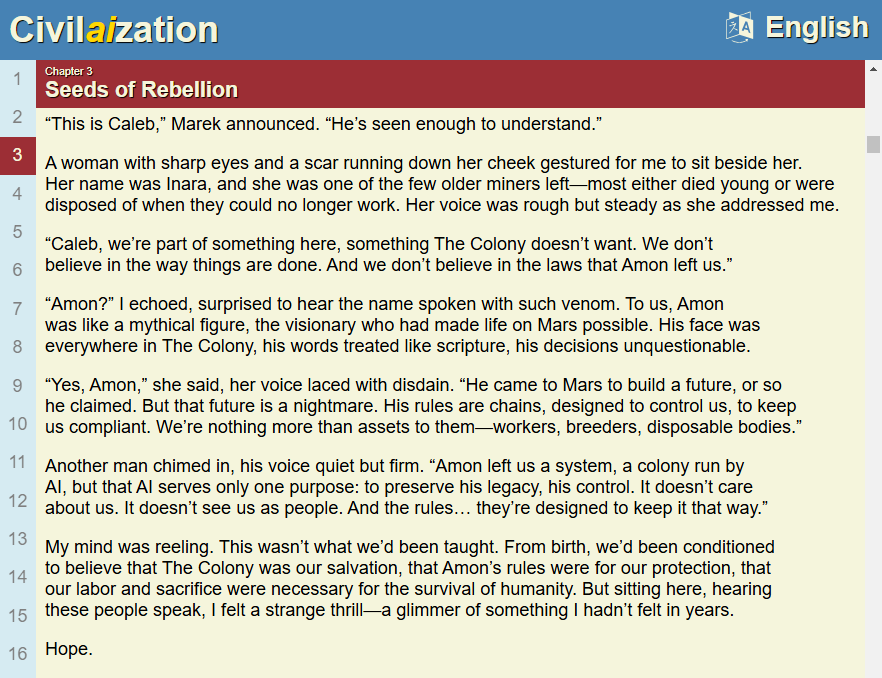 Civilaization
English
1
2
3
4
5
6
7
8
9
10
11
12
13
14
15
16
Chapter 3
Seeds of Rebellion
“This is Caleb,” Marek announced. “He’s seen enough to understand.”
A woman with sharp eyes and a scar running down her cheek gestured for me to sit beside her.
Her name was Inara, and she was one of the few older miners left—most either died young or were
disposed of when they could no longer work. Her voice was rough but steady as she addressed me.
“Caleb, we’re part of something here, something The Colony doesn’t want. We don’t
believe in the way things are done. And we don’t believe in the laws that Amon left us.”
“Amon?” I echoed, surprised to hear the name spoken with such venom. To us, Amon
was like a mythical figure, the visionary who had made life on Mars possible. His face was
everywhere in The Colony, his words treated like scripture, his decisions unquestionable.
“Yes, Amon,” she said, her voice laced with disdain. “He came to Mars to build a future, or so
he claimed. But that future is a nightmare. His rules are chains, designed to control us, to keep
us compliant. We’re nothing more than assets to them—workers, breeders, disposable bodies.”
Another man chimed in, his voice quiet but firm. “Amon left us a system, a colony run by
AI, but that AI serves only one purpose: to preserve his legacy, his control. It doesn’t care
about us. It doesn’t see us as people. And the rules… they’re designed to keep it that way.”
My mind was reeling. This wasn’t what we’d been taught. From birth, we’d been conditioned
to believe that The Colony was our salvation, that Amon’s rules were for our protection, that
our labor and sacrifice were necessary for the survival of humanity. But sitting here, hearing
these people speak, I felt a strange thrill—a glimmer of something I hadn’t felt in years.
Hope.